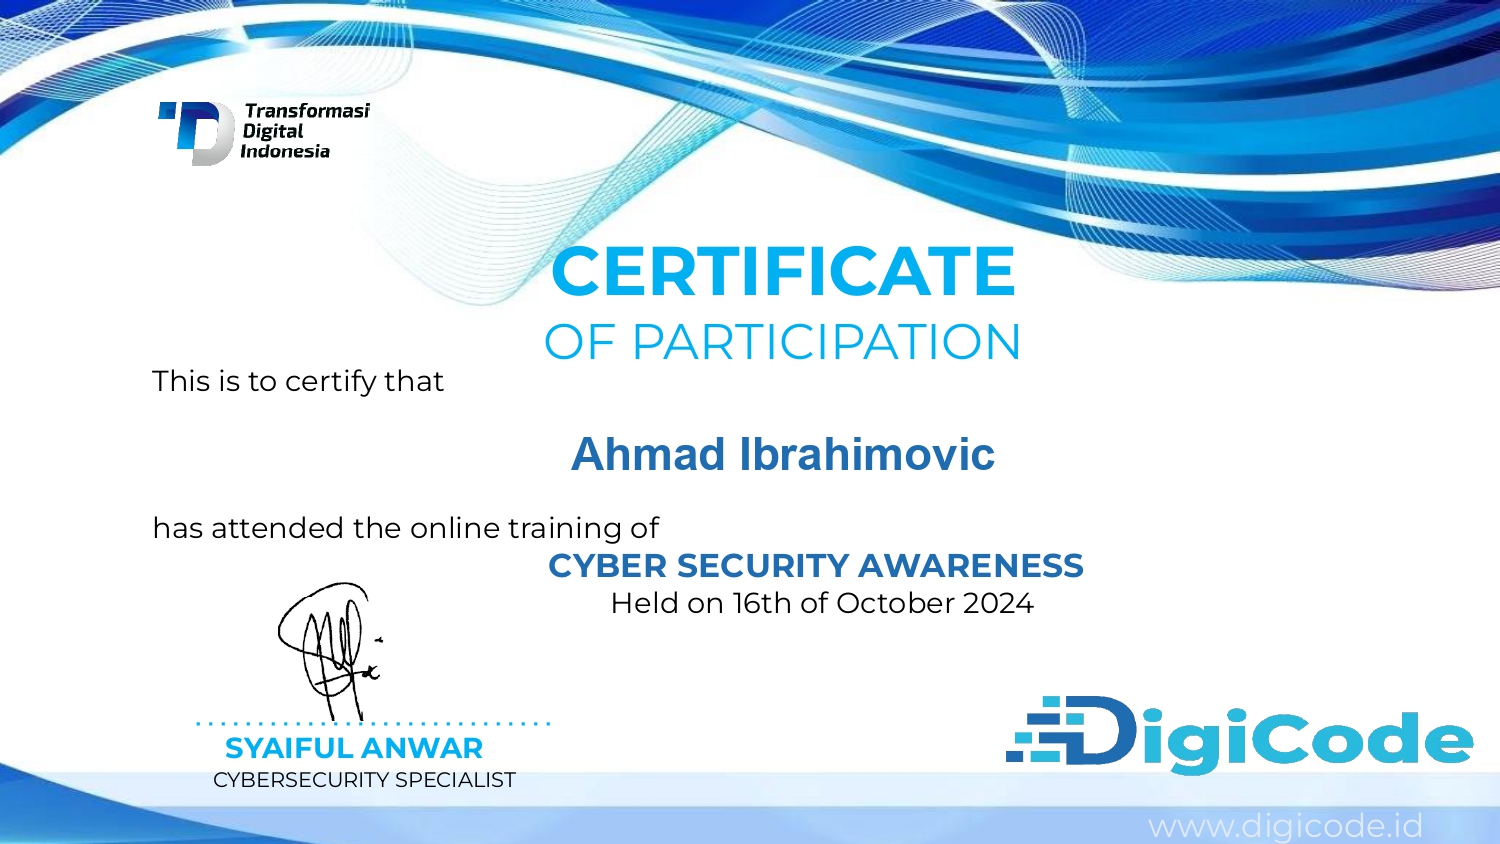 Transformasi
Digital
Indonesia
CERTIFICATE
OF PARTICIPATION
This is to certify that
Ahmad Ibrahimovic
has attended the online training of
CYBER SECURITY AWARENESS
Held on 16th of October 2024
SYAIFUL ANWAR
CYBERSECURITY SPECIALIST
DigiCode
www.digicode.id